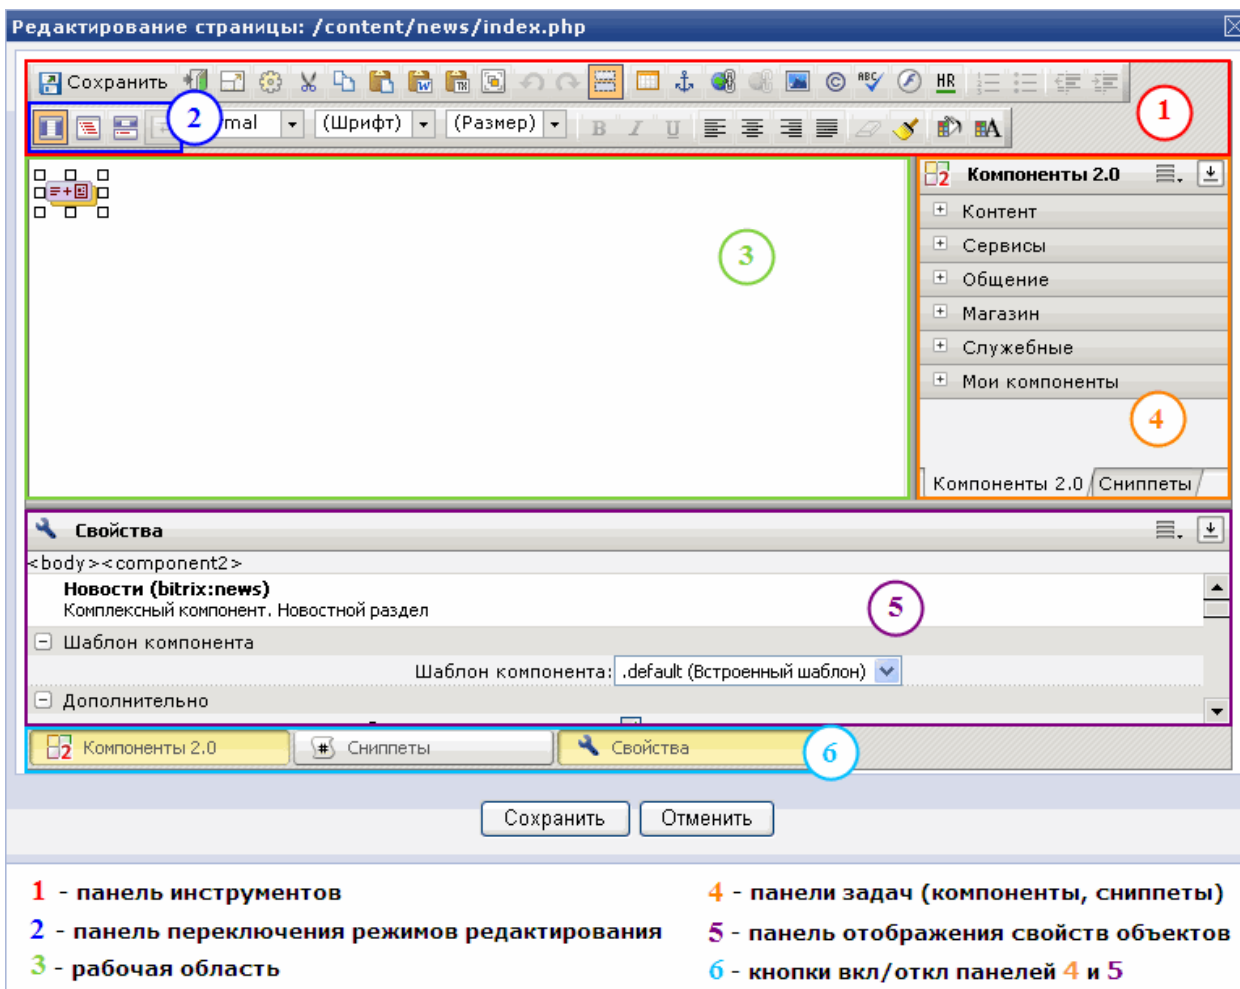 Редактирование страницы: /content/news/index.php
Сохранить ABC HR
2 mal (Шрифт) (Размер) B I U A 1
Компоненты 2.0
Контент
3 Сервисы
Общение
Магазин
Служебные
Мои компоненты
4
Компоненты 2.0 Сниппеты
Свойства
<body><component2>
Новости (bitrix:news)
Комплексный компонент. Новостной раздел
5
Шаблон компонента
Шаблон компонента: .default (Встроенный шаблон)
Дополнительно
Компоненты 2.0 Сниппеты Свойства 6
Сохранить Отменить
1 - панель инструментов
2 - панель переключения режимов редактирования
3 - рабочая область
4 - панели задач (компоненты, сниппеты)
5 - панель отображения свойств объектов
6 - кнопки вкл/откл панелей 4 и 5